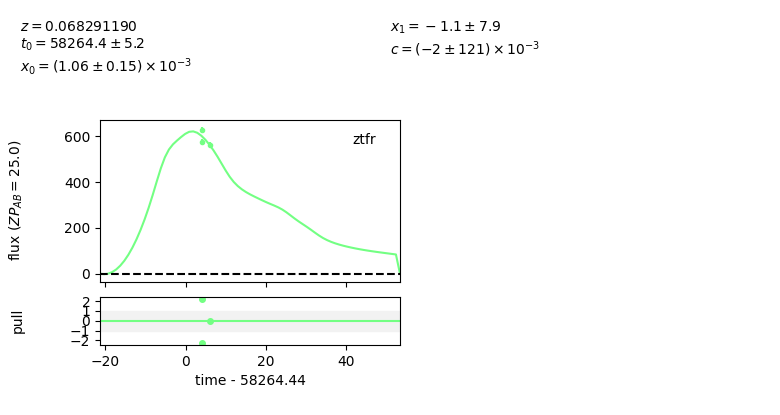 z = 0.068291190
t₀ = 58264.4 ± 5.2
x₀ = (1.06 ± 0.15) × 10⁻³
x₁ = −1.1 ± 7.9
c = (−2 ± 121) × 10⁻³
ztfr
flux (ZP_AB = 25.0)
600
400
200
0
pull
2
1
0
−1
−2
−20
0
20
40
time - 58264.44